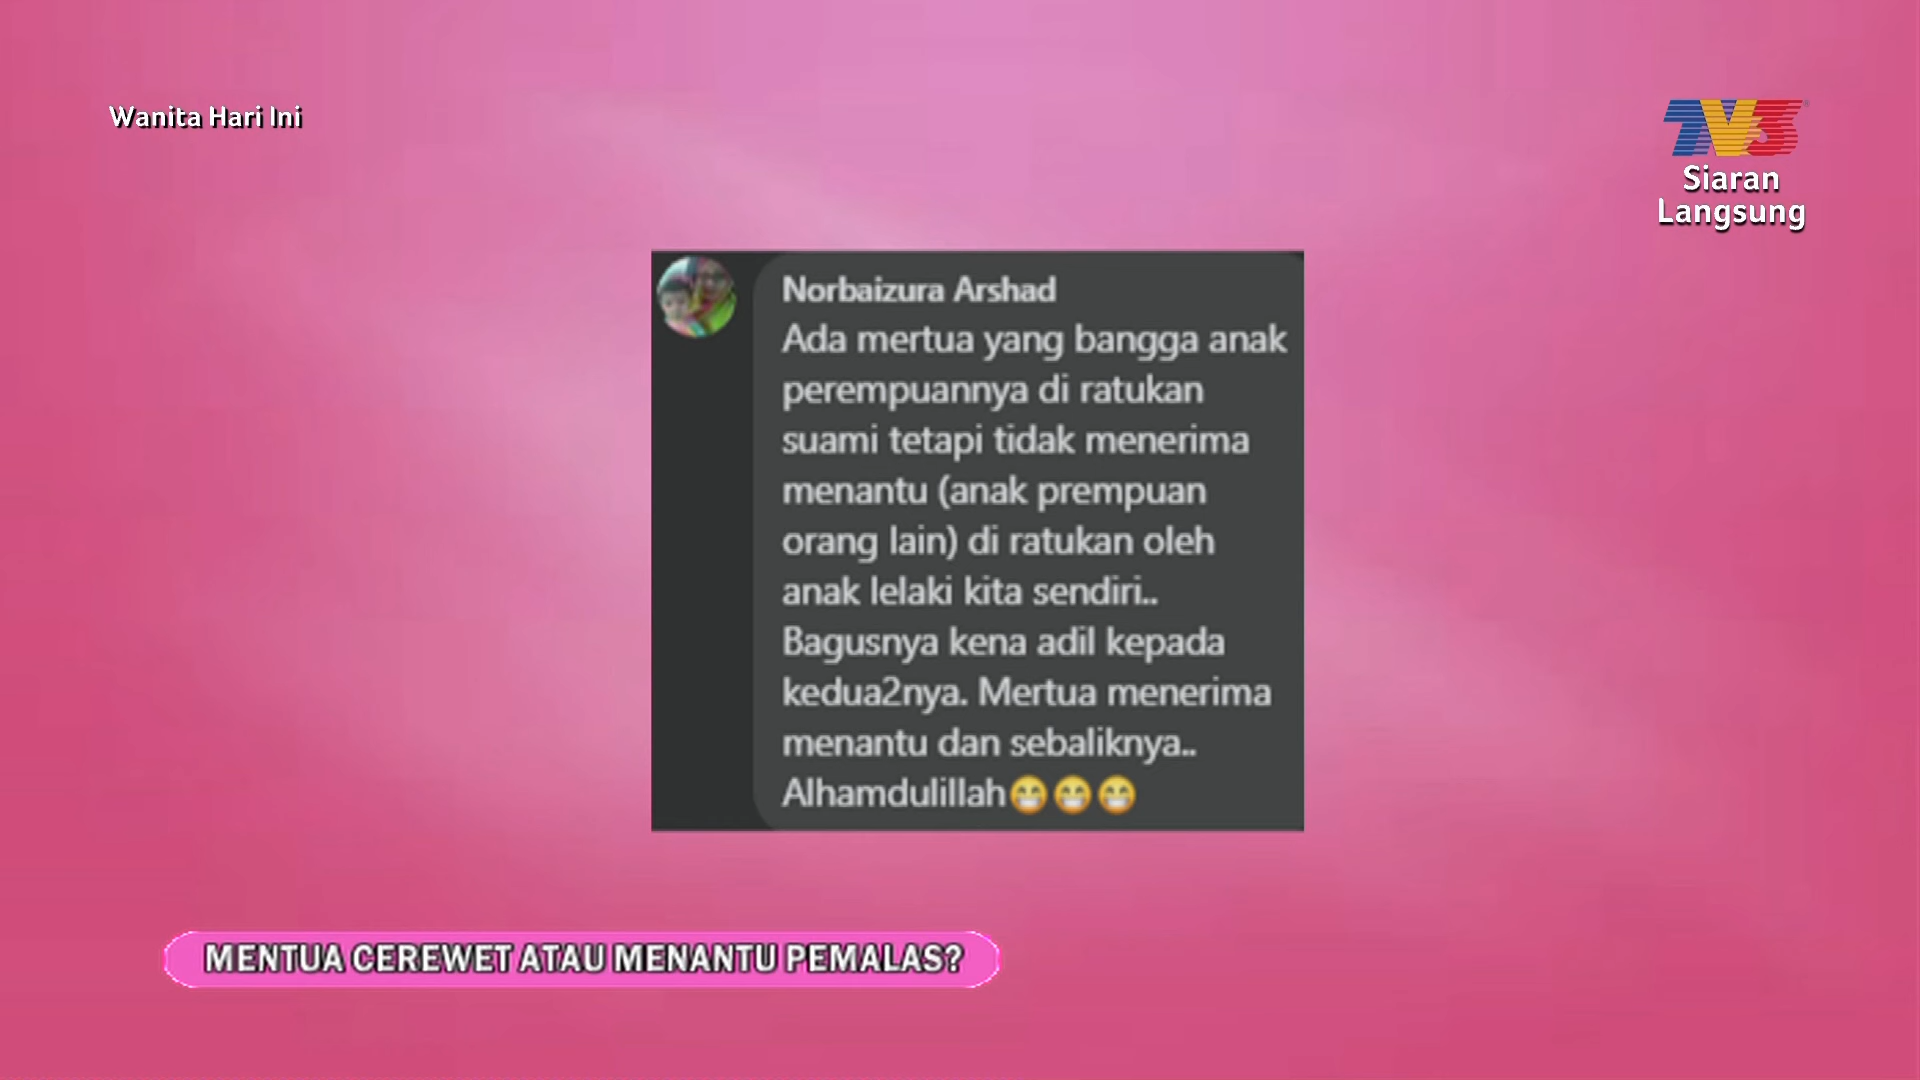 Wanita Hari Ini
TV3
Siaran
Langsung
Norbaizura Arshad
Ada mertua yang bangga anak
perempuannya di ratukan
suami tetapi tidak menerima
menantu (anak prempuan
orang lain) di ratukan oleh
anak lelaki kita sendiri..
Bagusnya kena adil kepada
kedua2nya. Mertua menerima
menantu dan sebaliknya..
Alhamdulillah😁😁😁
MENTUA CEREWET ATAU MENANTU PEMALAS?